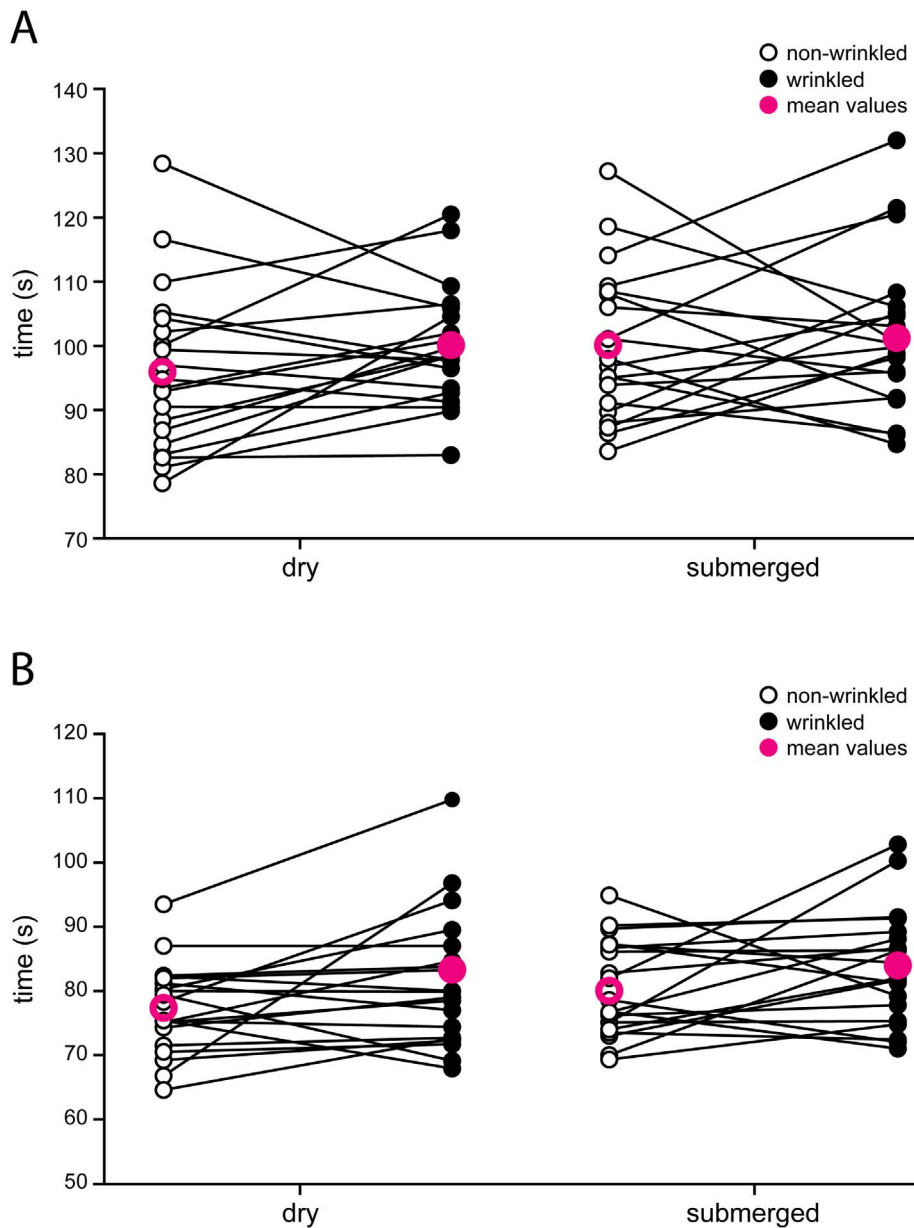 A
non-wrinkled
wrinkled
mean values
140
130
120
110
100
90
80
70
time (s)
dry
submerged
B
non-wrinkled
wrinkled
mean values
120
110
100
90
80
70
60
50
time (s)
dry
submerged